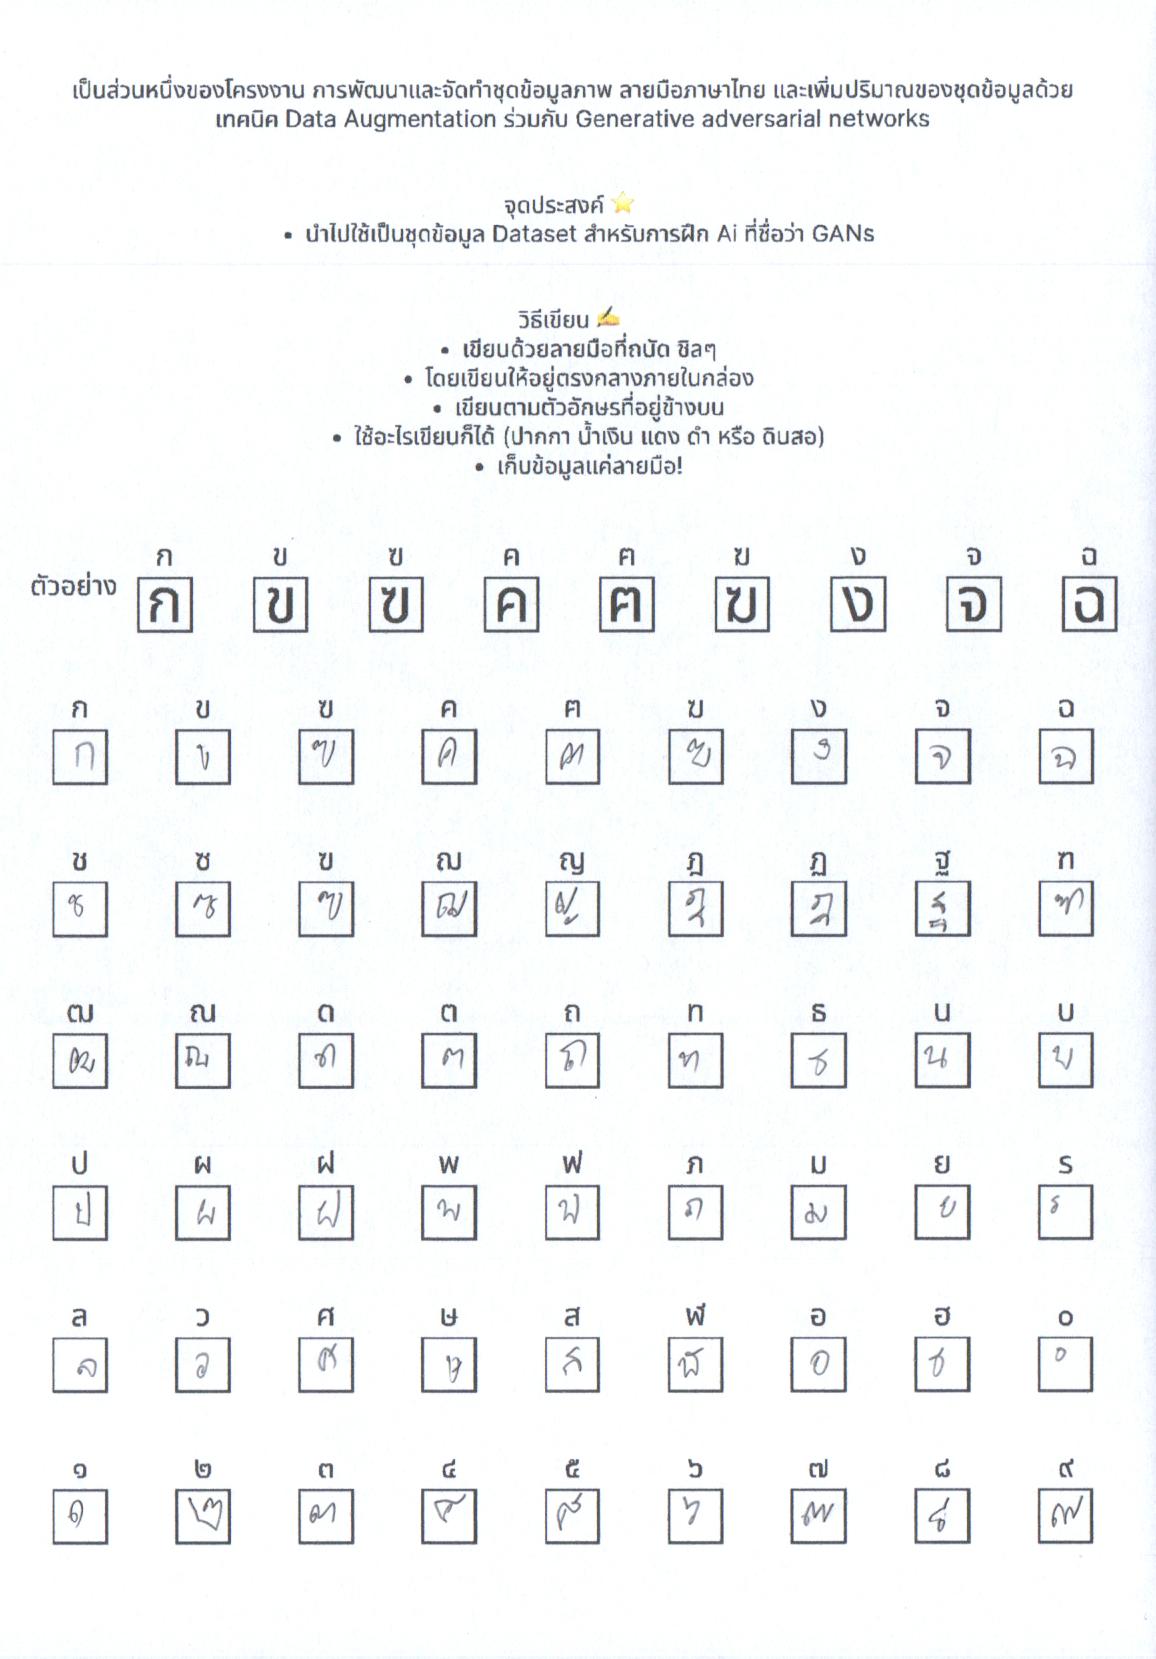 เป็นส่วนหนึ่งของโครงงาน การพัฒนาและจัดทำชุดข้อมูลภาพ ลายมือภาษาไทย และเพิ่มปริมาณของชุดข้อมูลด้วย
เทคนิค Data Augmentation ร่วมกับ Generative adversarial networks
จุดประสงค์ ⭐
• นำไปใช้เป็นชุดข้อมูล Dataset สำหรับการฝึก Ai ที่ชื่อว่า GANs
วิธีเขียน ✍️
• เขียนด้วยลายมือที่ถนัด ชิลๆ
• โดยเขียนให้อยู่ตรงกลางภายในกล่อง
• เขียนตามตัวอักษรที่อยู่ข้างบน
• ใช้อะไรเขียนก็ได้ (ปากกา น้ำเงิน แดง ดำ หรือ ดินสอ)
• เก็บข้อมูลแค่ลายมือ!
ก ข ฃ ค ฅ ฆ ง จ ฉ
ตัวอย่าง ก ข ฃ ค ฅ ฆ ง จ ฉ
ก ข ฃ ค ฅ ฆ ง จ ฉ
ก ข ฃ ค ฅ ฆ ง จ ฉ
ช ซ ฃ ฌ ญ ฎ ฏ ฐ ฑ
ช ซ ฃ ฌ ญ ฎ ฏ ฐ ฑ
ฒ ณ ด ต ถ ท ธ น บ
ฒ ณ ด ต ถ ท ธ น บ
ป ผ ฝ พ ฟ ภ ม ย ร
ป ผ ฝ พ ฟ ภ ม ย ร
ล ว ศ ษ ส ฬ อ ฮ ๐
ล ว ศ ษ ส ฬ อ ฮ ๐
๑ ๒ ๓ ๔ ๕ ๖ ๗ ๘ ๙
๑ ๒ ๓ ๔ ๕ ๖ ๗ ๘ ๙